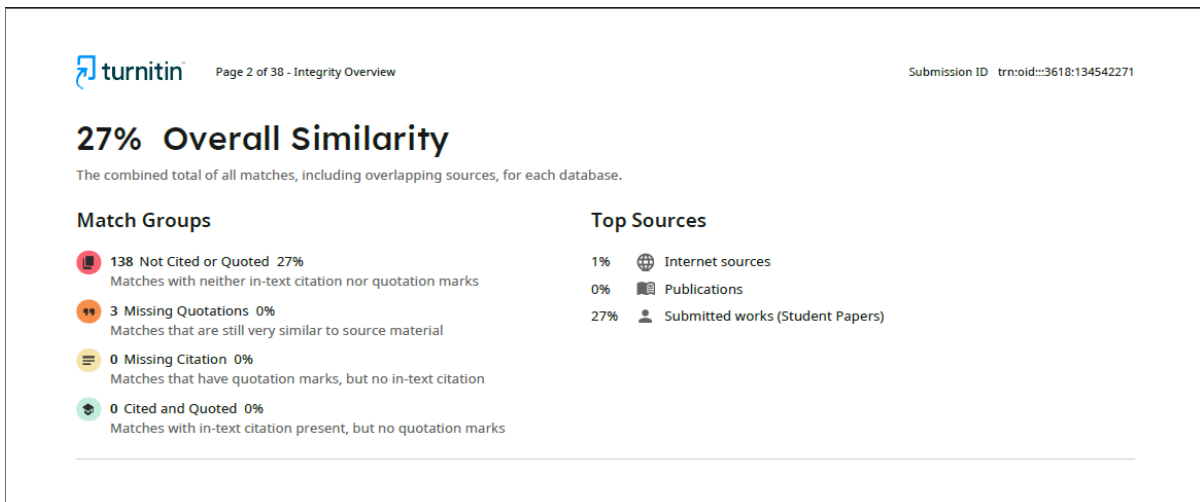 turnitin Page 2 of 38 - Integrity Overview Submission ID trn:oid:::3618:134542271
27% Overall Similarity
The combined total of all matches, including overlapping sources, for each database.
Match Groups
138 Not Cited or Quoted 27%
Matches with neither in-text citation nor quotation marks
3 Missing Quotations 0%
Matches that are still very similar to source material
0 Missing Citation 0%
Matches that have quotation marks, but no in-text citation
0 Cited and Quoted 0%
Matches with in-text citation present, but no quotation marks
Top Sources
1% Internet sources
0% Publications
27% Submitted works (Student Papers)